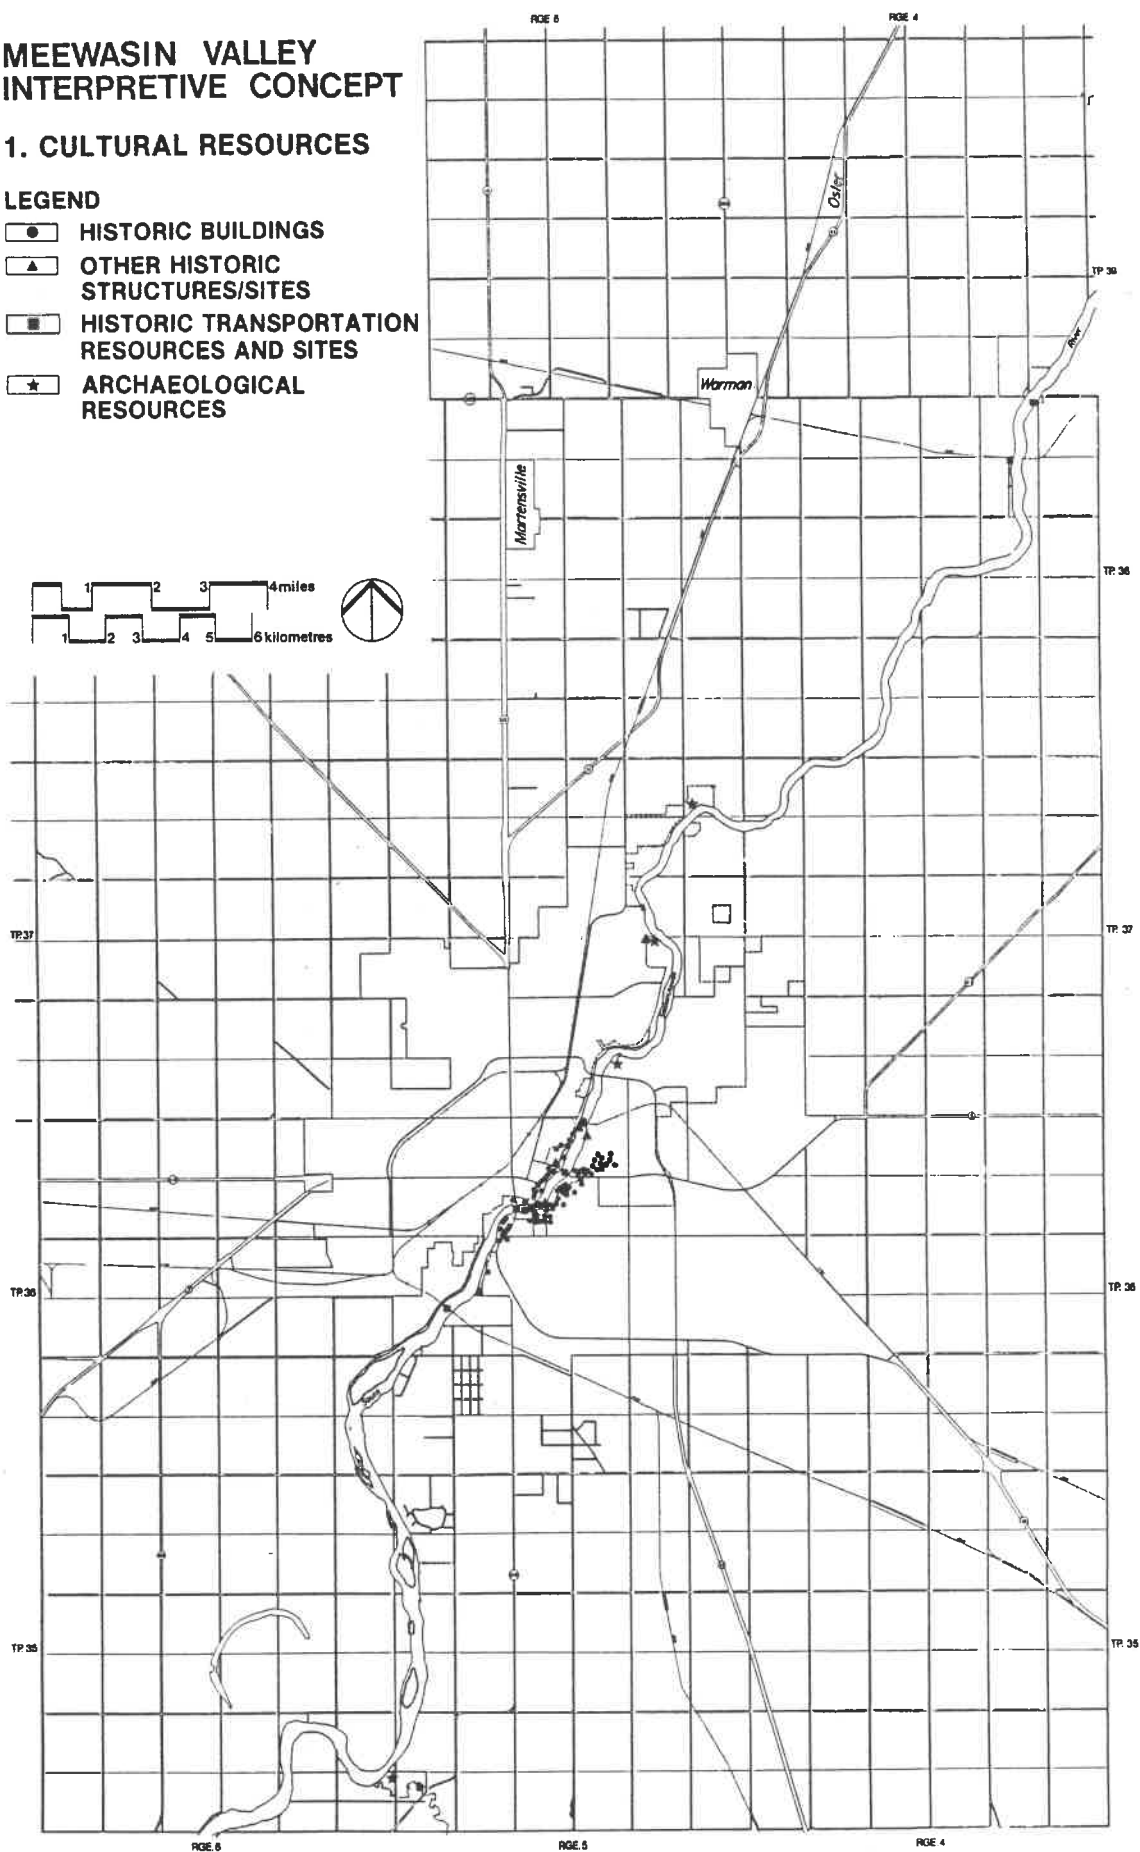 RGE 5
RGE 4
MEEWASIN VALLEY
INTERPRETIVE CONCEPT
1. CULTURAL RESOURCES
LEGEND
HISTORIC BUILDINGS
OTHER HISTORIC
STRUCTURES/SITES
HISTORIC TRANSPORTATION
RESOURCES AND SITES
ARCHAEOLOGICAL
RESOURCES
Osler
TP 39
River
Warman
Martensville
TP. 38
1 2 3 4 miles
1 2 3 4 5 6 kilometres
TP. 37
TP. 37
TP. 36
TP. 36
TP. 35
TP. 35
RGE. 6
RGE. 5
RGE 4